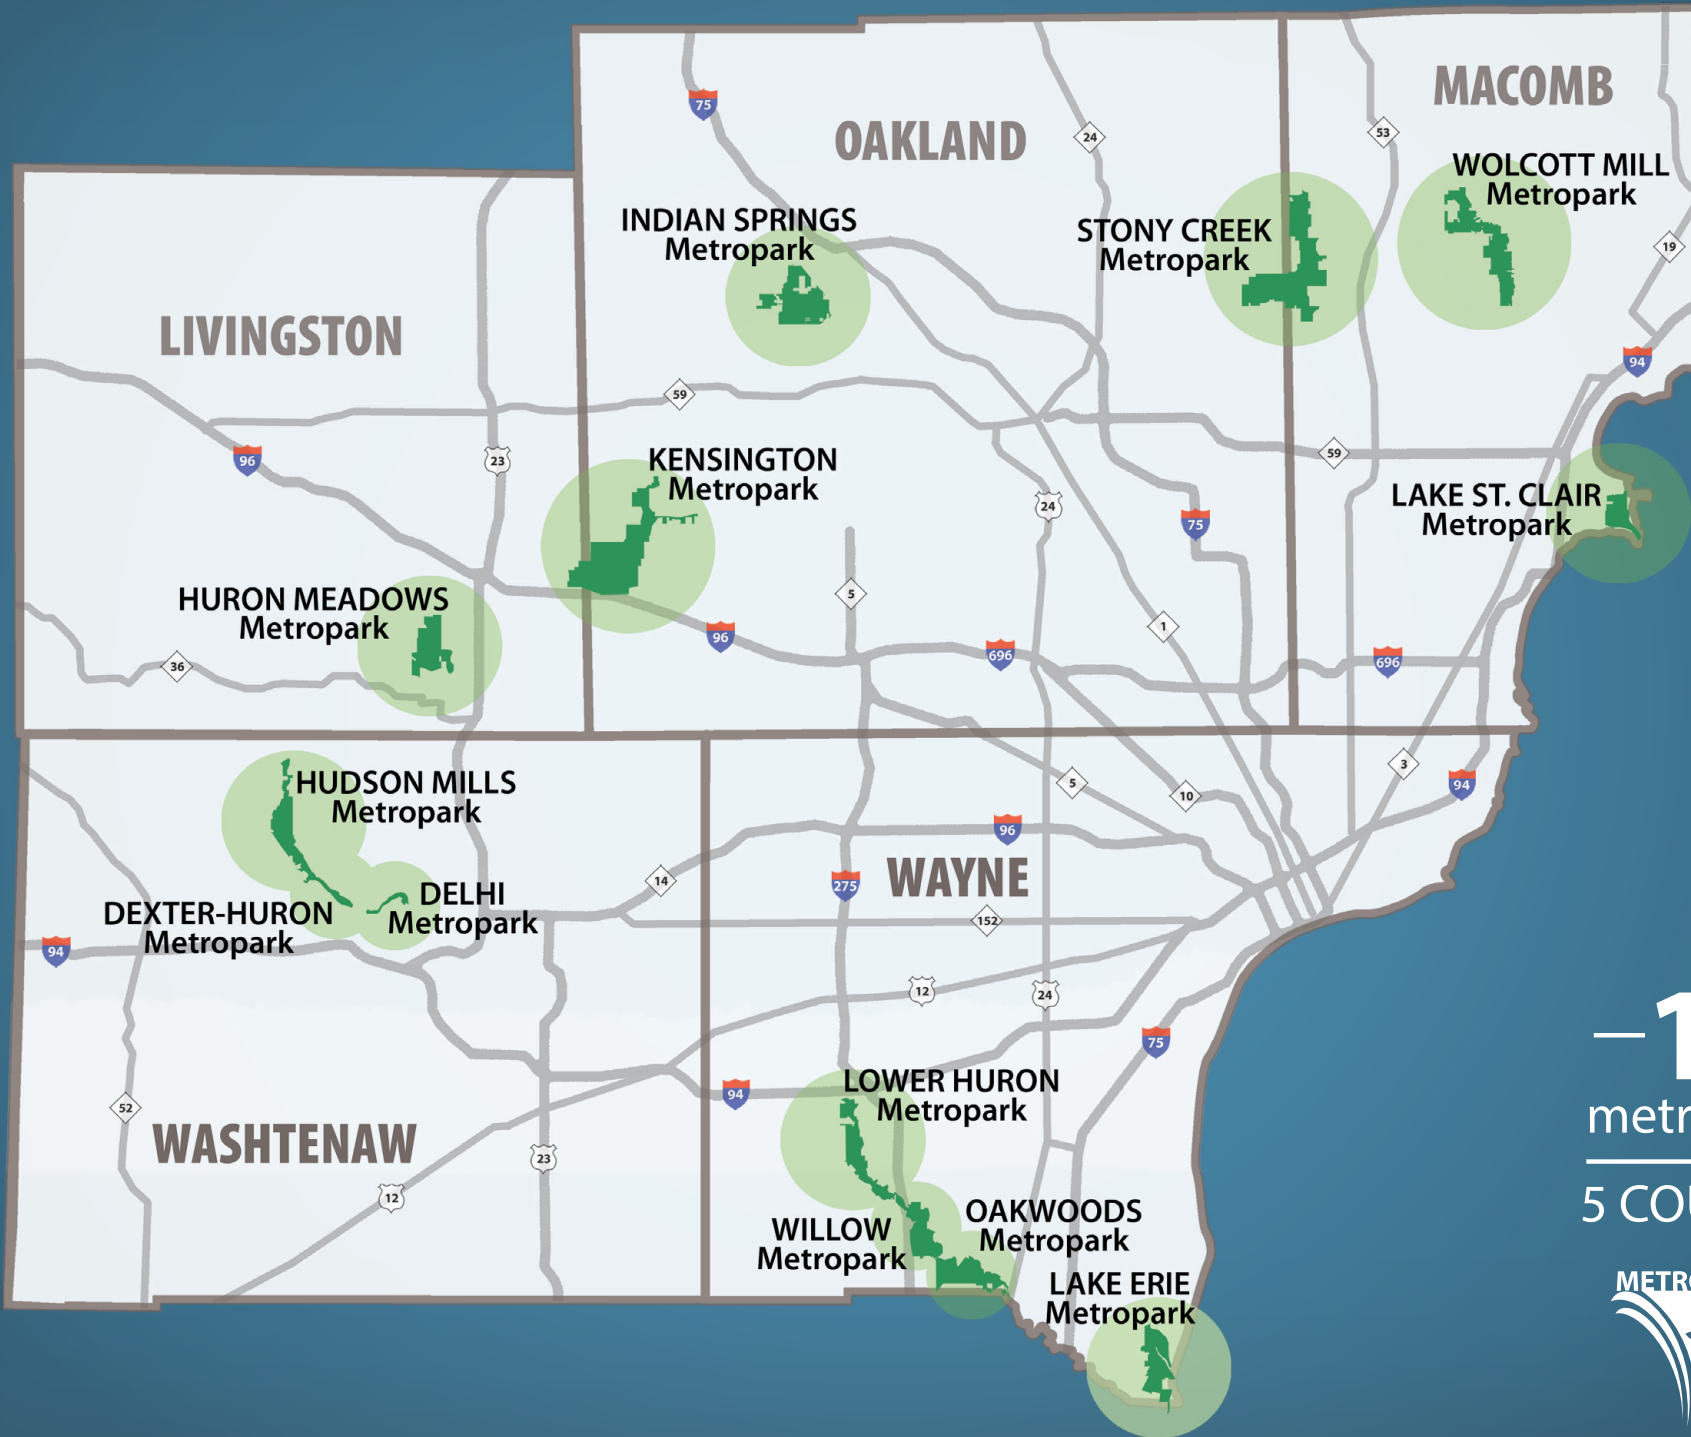 MACOMB
75
OAKLAND
24
53
WOLCOTT MILL
Metropark
INDIAN SPRINGS
Metropark
STONY CREEK
Metropark
19
LIVINGSTON
94
59
96
23
KENSINGTON
Metropark
59
LAKE ST. CLAIR
Metropark
24
75
HURON MEADOWS
Metropark
5
1
96
696
696
36
HUDSON MILLS
Metropark
5
10
3
94
96
WAYNE
14
275
DELHI
Metropark
DEXTER-HURON
Metropark
152
94
12
24
75
LOWER HURON
Metropark
94
52
WASHTENAW
23
12
WILLOW
Metropark
OAKWOODS
Metropark
LAKE ERIE
Metropark